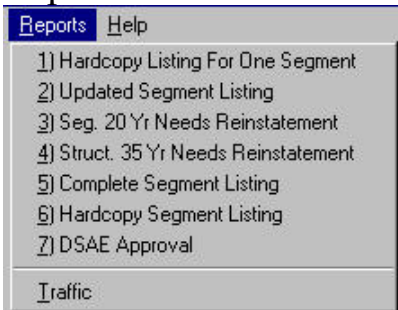 Reports Help
1) Hardcopy Listing For One Segment
2) Updated Segment Listing
3) Seg. 20 Yr Needs Reinstatement
4) Struct. 35 Yr Needs Reinstatement
5) Complete Segment Listing
6) Hardcopy Segment Listing
7) DSAE Approval
Traffic